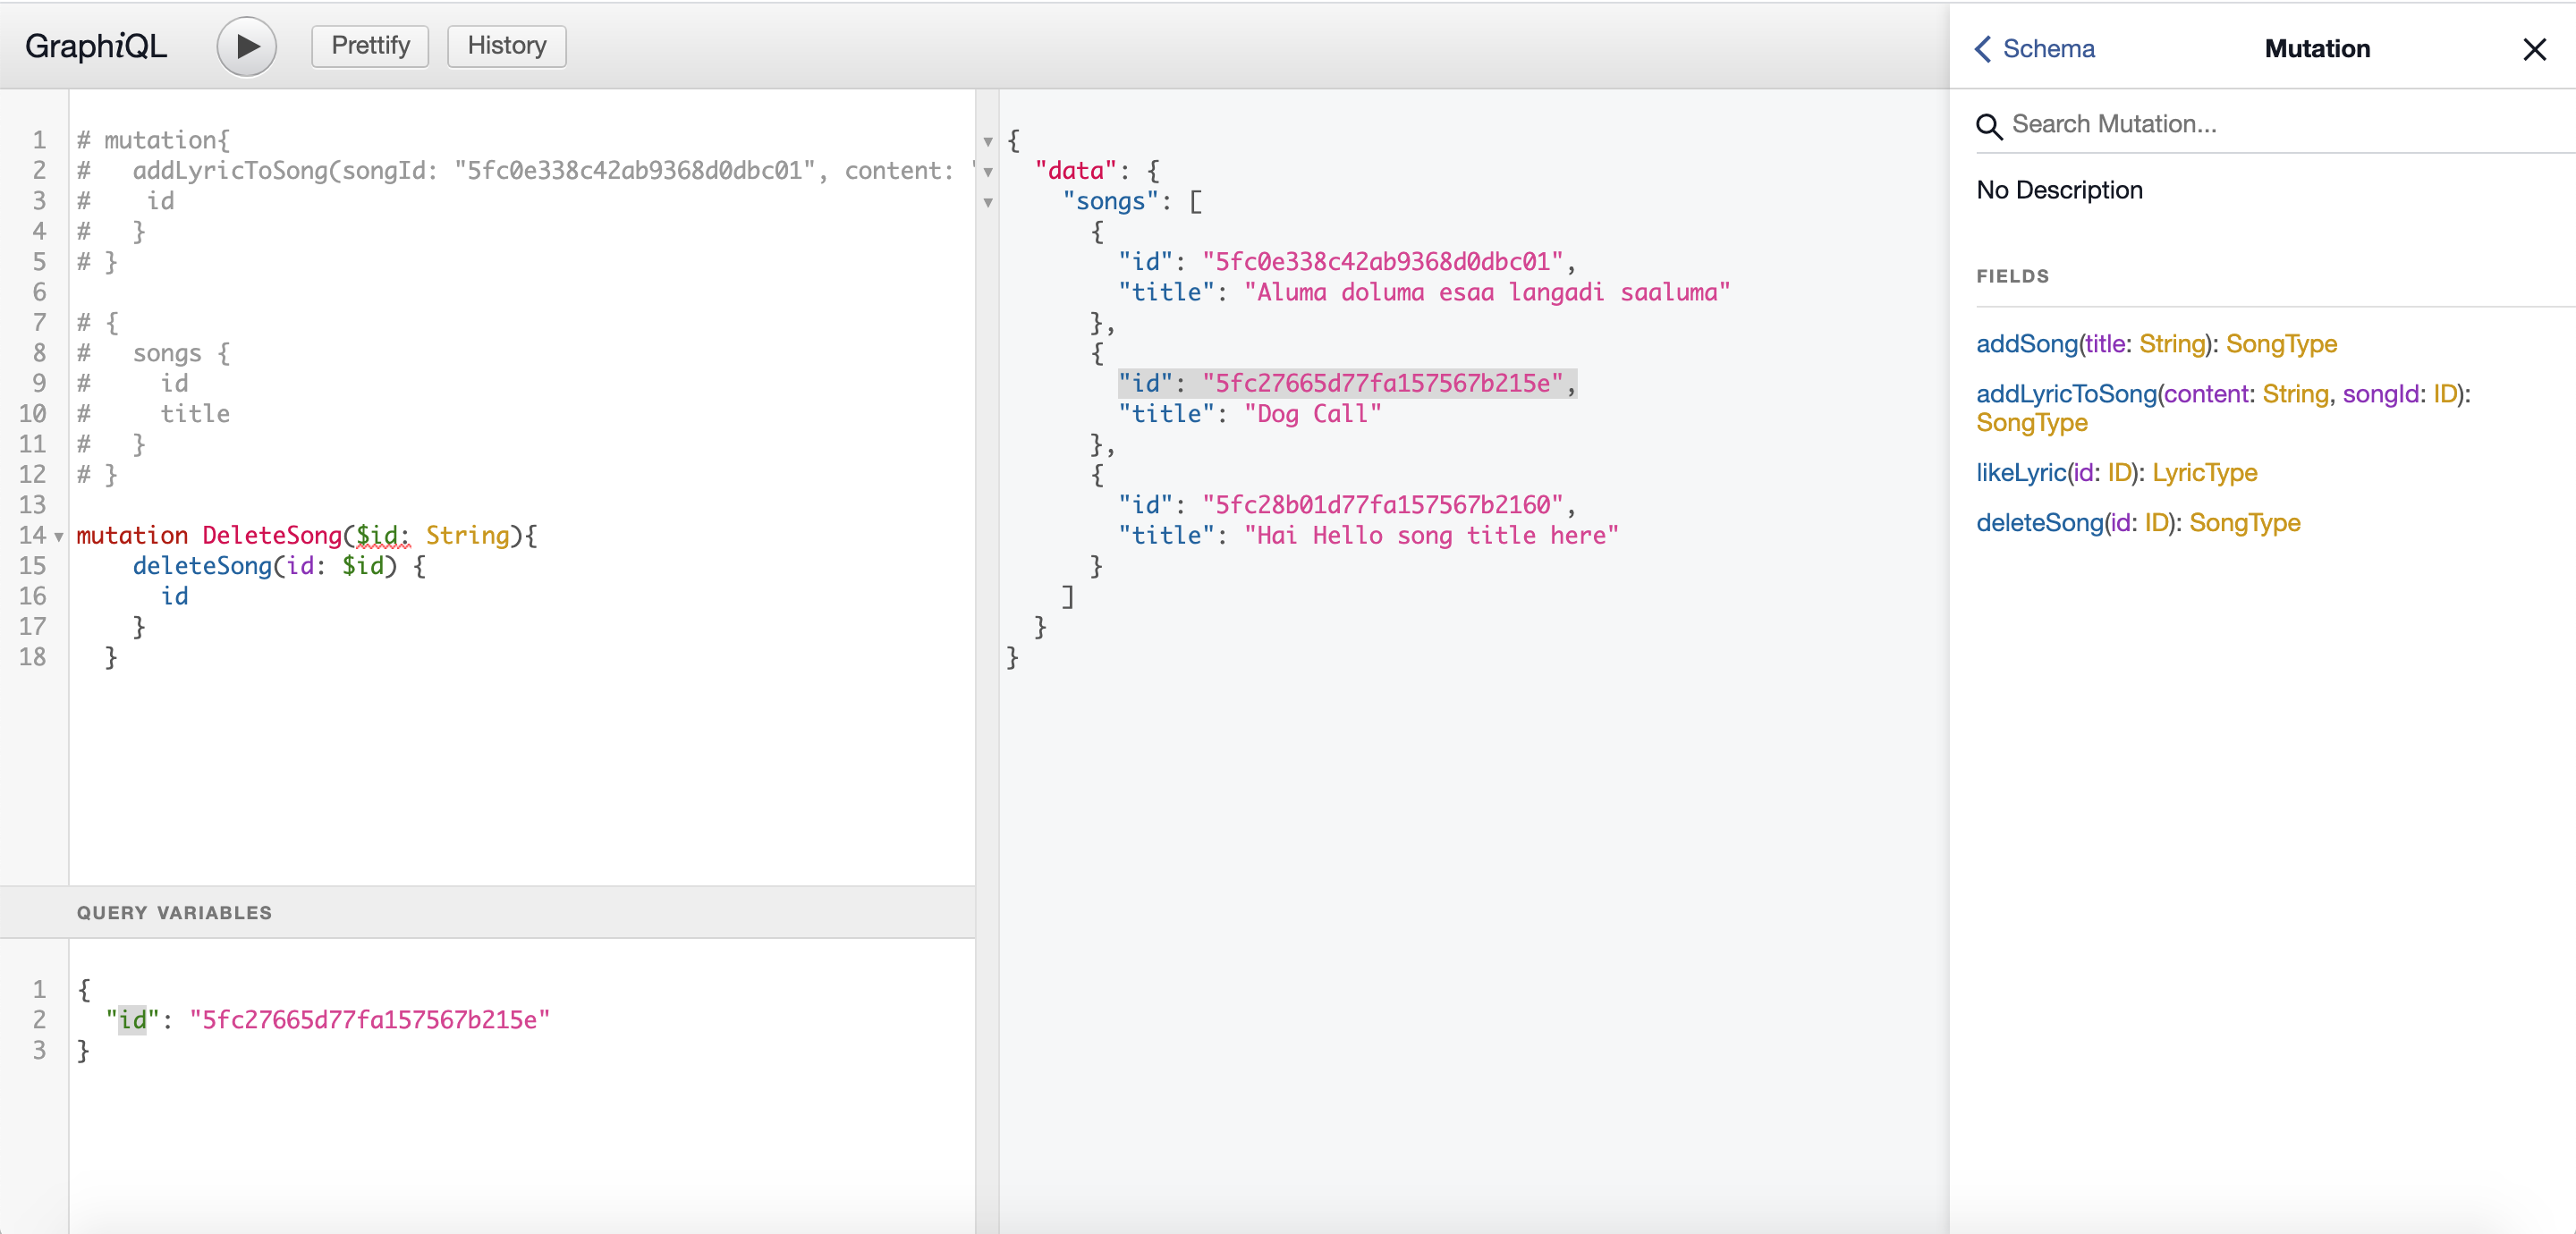 GraphiQL
Prettify
History
1 # mutation{
2 #   addLyricToSong(songId: "5fc0e338c42ab9368d0dbc01", content: "
3 #    id
4 #   }
5 # }
6
7 # {
8 #   songs {
9 #     id
10 #     title
11 #   }
12 # }
13
14 mutation DeleteSong($id: String){
15     deleteSong(id: $id) {
16       id
17     }
18   }
QUERY VARIABLES
1 {
2   "id": "5fc27665d77fa157567b215e"
3 }
{
  "data": {
    "songs": [
      {
        "id": "5fc0e338c42ab9368d0dbc01",
        "title": "Aluma doluma esaa langadi saaluma"
      },
      {
        "id": "5fc27665d77fa157567b215e",
        "title": "Dog Call"
      },
      {
        "id": "5fc28b01d77fa157567b2160",
        "title": "Hai Hello song title here"
      }
    ]
  }
}
Schema
Mutation
Search Mutation...
No Description
FIELDS
addSong(title: String): SongType
addLyricToSong(content: String, songId: ID):
SongType
likeLyric(id: ID): LyricType
deleteSong(id: ID): SongType